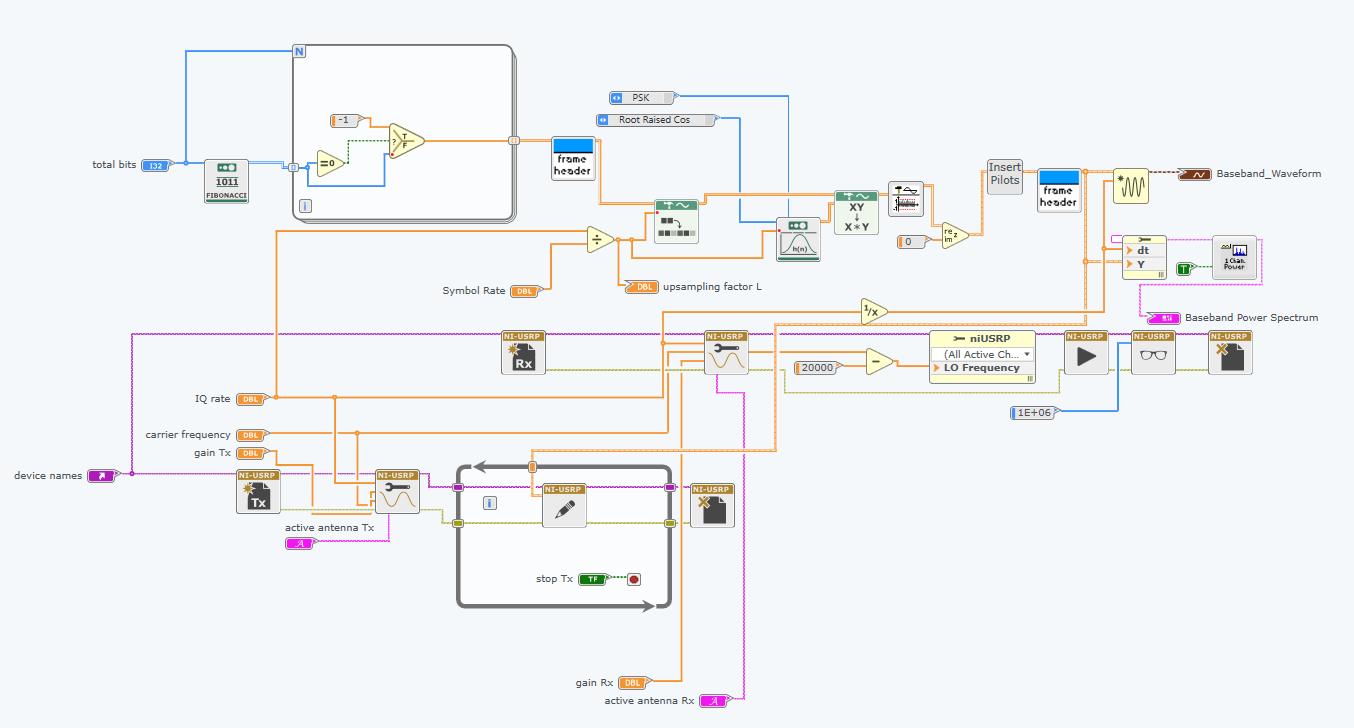 N
PSK
Root Raised Cos
-1
T
?
F
=0
total bits
I32
1011
FIBONACCI
i
frame
header
Insert
Pilots
frame
header
Baseband_Waveform
XY
X*Y
h(n)
0
re
im
z
÷
dt
Y
T
1 Chan.
Power
Symbol Rate
DBL
DBL
upsampling factor L
1/x
Baseband Power Spectrum
NI-USRP
Rx
NI-USRP
niUSRP
(All Active Ch...
LO Frequency
NI-USRP
NI-USRP
NI-USRP
20000
-
1E+06
IQ rate
DBL
carrier frequency
DBL
gain Tx
DBL
device names
NI-USRP
Tx
NI-USRP
active antenna Tx
A
i
NI-USRP
NI-USRP
stop Tx
TF
gain Rx
DBL
active antenna Rx
A